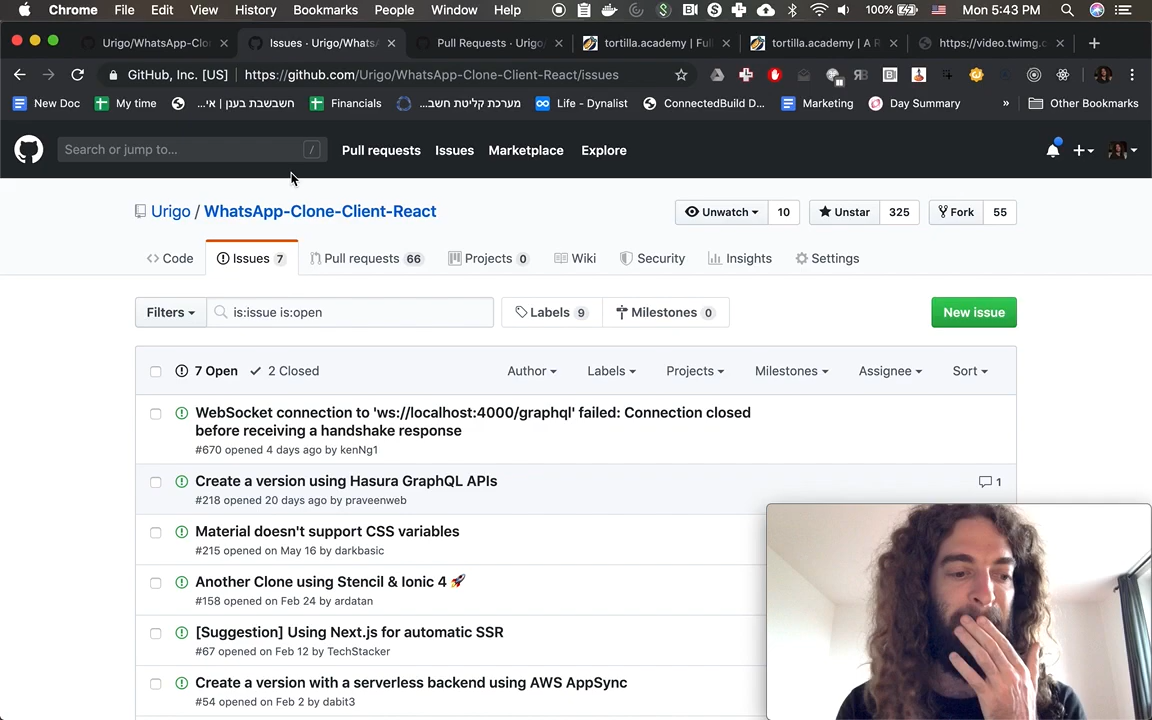 Chrome File Edit View History Bookmarks People Window Help 100% Mon 5:43 PM
Urigo/WhatsApp-Clo Issues · Urigo/Whats Pull Requests · Urigo/ tortilla.academy | Full tortilla.academy | A R https://video.twimg.c
GitHub, Inc. [US] https://github.com/Urigo/WhatsApp-Clone-Client-React/issues
New Doc My time חשבשבת בענן | אי... Financials מערכת קליטת חשב... Life - Dynalist ConnectedBuild D... Marketing Day Summary » Other Bookmarks
Search or jump to... / Pull requests Issues Marketplace Explore
Urigo / WhatsApp-Clone-Client-React Unwatch 10 Unstar 325 Fork 55
Code Issues 7 Pull requests 66 Projects 0 Wiki Security Insights Settings
Filters is:issue is:open Labels 9 Milestones 0 New issue
7 Open 2 Closed Author Labels Projects Milestones Assignee Sort
WebSocket connection to 'ws://localhost:4000/graphql' failed: Connection closed
before receiving a handshake response
#670 opened 4 days ago by kenNg1
Create a version using Hasura GraphQL APIs 1
#218 opened 20 days ago by praveenweb
Material doesn't support CSS variables
#215 opened on May 16 by darkbasic
Another Clone using Stencil & Ionic 4 🚀
#158 opened on Feb 24 by ardatan
[Suggestion] Using Next.js for automatic SSR
#67 opened on Feb 12 by TechStacker
Create a version with a serverless backend using AWS AppSync
#54 opened on Feb 2 by dabit3